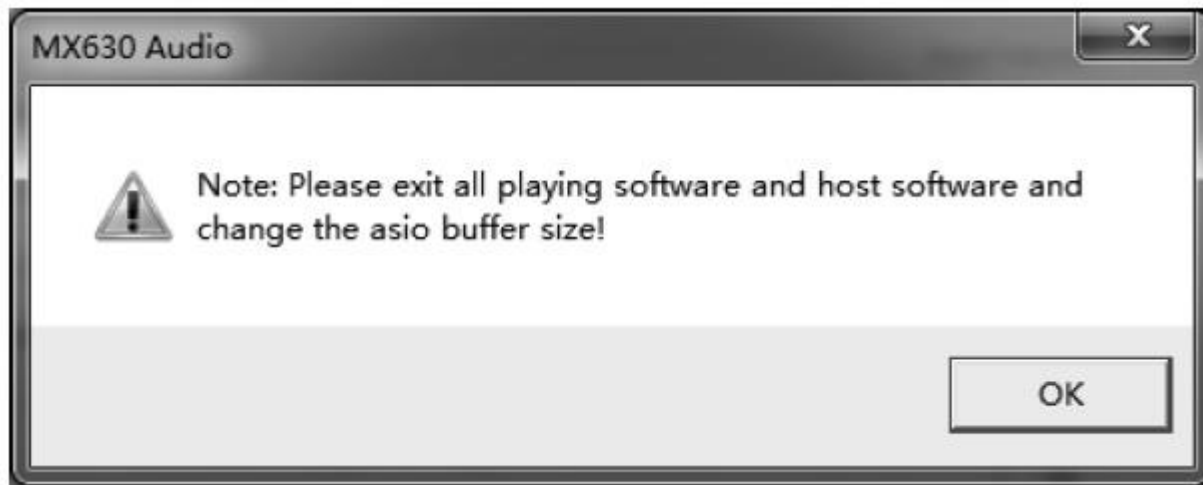 MX630 Audio
Note: Please exit all playing software and host software and
change the asio buffer size!
OK